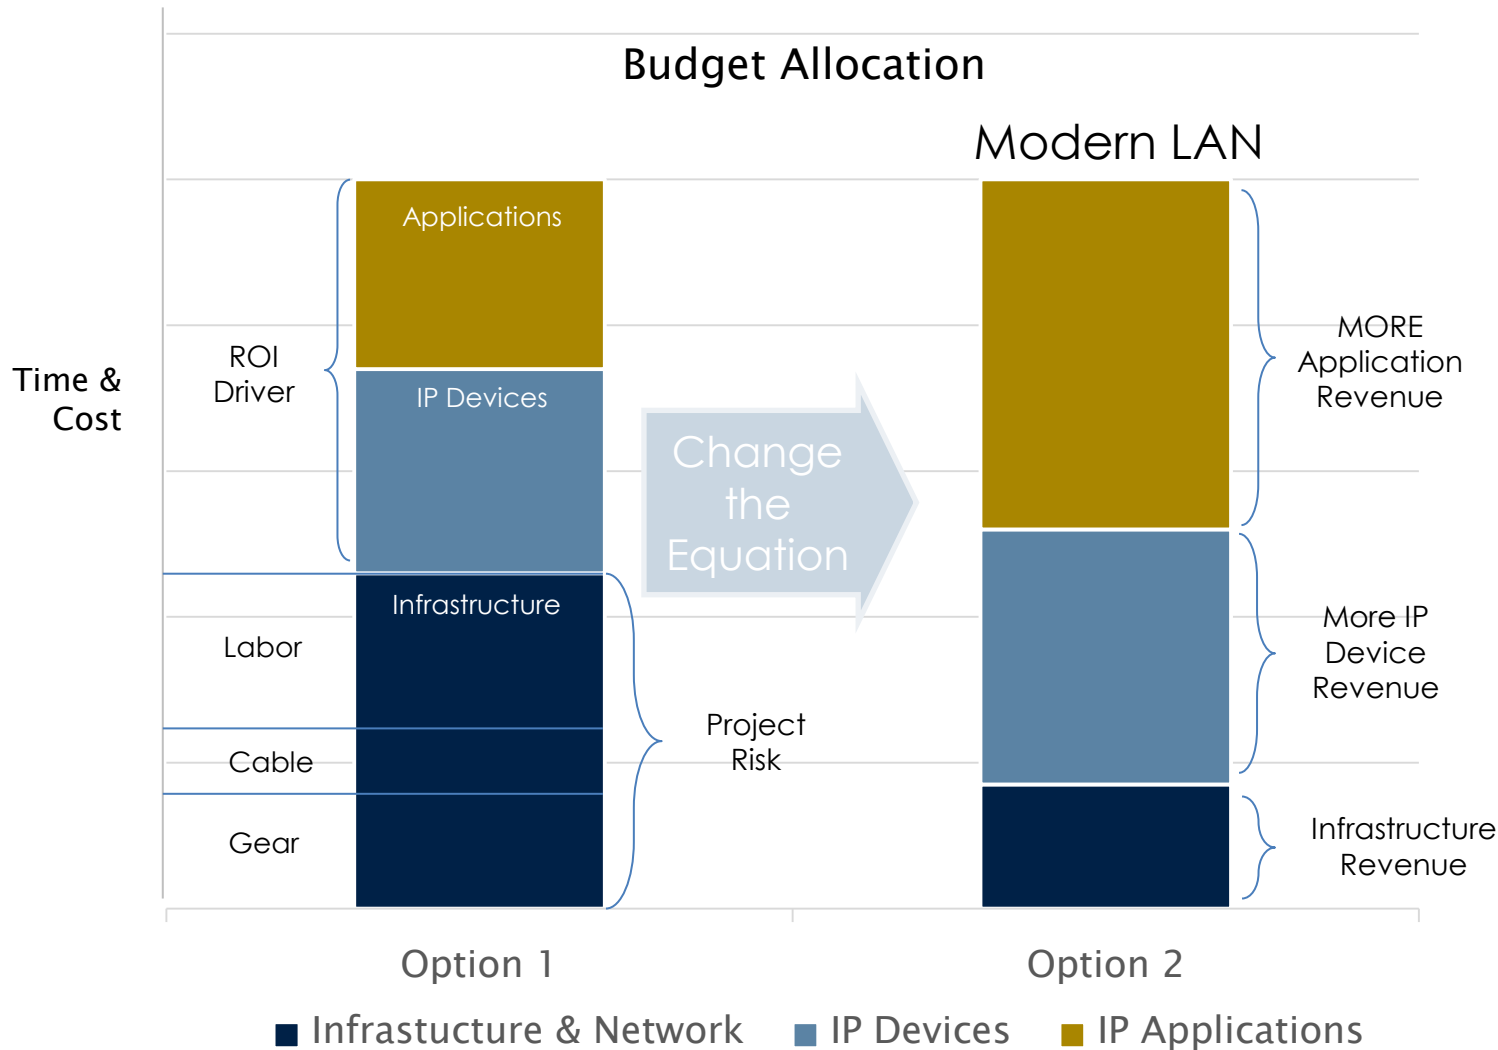 Budget Allocation
Modern LAN
Time &
Cost
ROI
Driver
Applications
IP Devices
Infrastructure
Labor
Cable
Gear
Project
Risk
Change
the
Equation
MORE
Application
Revenue
More IP
Device
Revenue
Infrastructure
Revenue
Option 1
Option 2
Infrastucture & Network
IP Devices
IP Applications